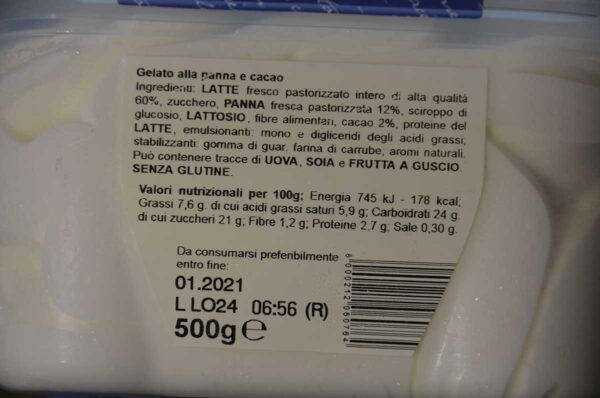 Gelato alla panna e cacao
Ingredienti: LATTE fresco pastorizzato intero di alta qualità
60%, zucchero, PANNA fresca pastorizzata 12%, sciroppo di
glucosio, LATTOSIO, fibre alimentari, cacao 2%, proteine del
LATTE, emulsionanti: mono e digliceridi degli acidi grassi;
stabilizzanti: gomma di guar, farina di carrube; aromi naturali.
Può contenere tracce di UOVA, SOIA e FRUTTA A GUSCIO.
SENZA GLUTINE.
Valori nutrizionali per 100g: Energia 745 kJ - 178 kcal;
Grassi 7,6 g. di cui acidi grassi saturi 5,9 g; Carboidrati 24 g.
di cui zuccheri 21 g; Fibre 1,2 g; Proteine 2,7 g; Sale 0,30 g.
Da consumarsi preferibilmente
entro fine:
01.2021
L LO24 06:56 (R)
500g e
8000212060764